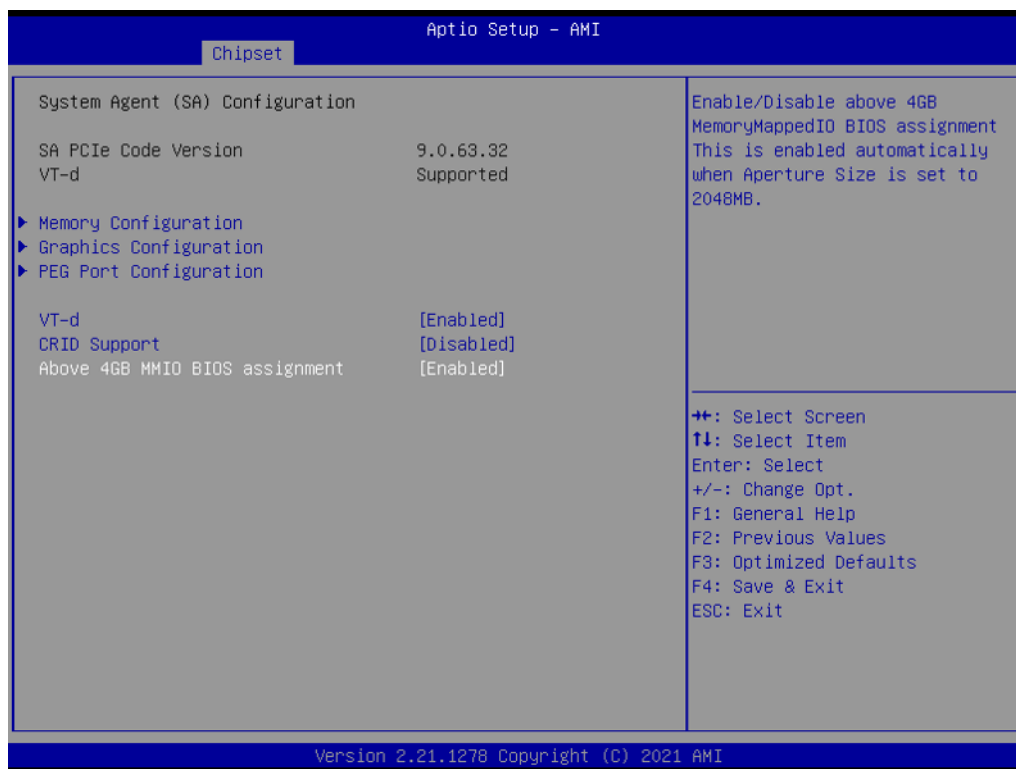 Aptio Setup – AMI
Chipset
System Agent (SA) Configuration
SA PCIe Code Version 9.0.63.32
VT-d Supported
Memory Configuration
Graphics Configuration
PEG Port Configuration
VT-d [Enabled]
CRID Support [Disabled]
Above 4GB MMIO BIOS assignment [Enabled]
Enable/Disable above 4GB
MemoryMappedIO BIOS assignment
This is enabled automatically
when Aperture Size is set to
2048MB.
→←: Select Screen
↑↓: Select Item
Enter: Select
+/-: Change Opt.
F1: General Help
F2: Previous Values
F3: Optimized Defaults
F4: Save & Exit
ESC: Exit
Version 2.21.1278 Copyright (C) 2021 AMI